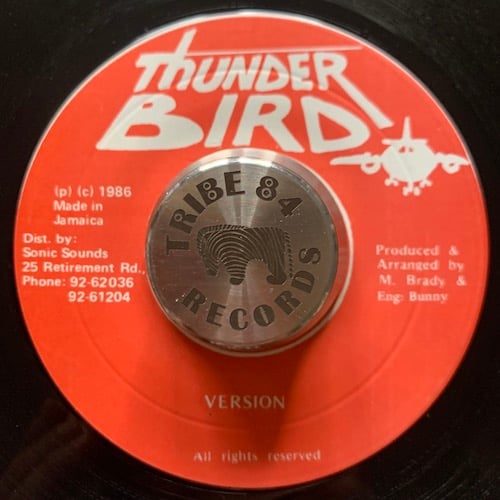 THUNDER
BIRD
(p) (c) 1986
Made in
Jamaica
Dist. by:
Sonic Sounds
25 Retirement Rd.,
Phone: 92-62036
92-61204
TRIBE 84
RECORDS
Produced &
Arranged by
M. Brady &
Eng: Bunny
VERSION
All rights reserved